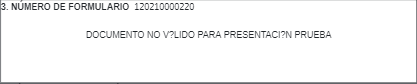 3. NÚMERO DE FORMULARIO 120210000220
DOCUMENTO NO V?LIDO PARA PRESENTACI?N PRUEBA